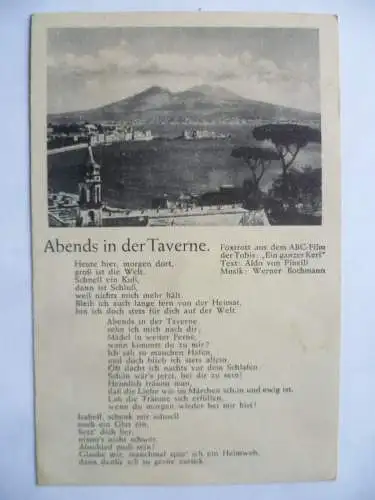 Abends in der Taverne.
Foxtrott aus dem ABC-Film
der Tobis: „Ein ganzer Kerl"
Text: Aldo von Pinelli
Musik: Werner Bochmann
Heute hier, morgen dort,
groß ist die Welt.
Schnell ein Kuß,
dann ist Schluß,
weil nichts mich mehr hält.
Bleib ich auch lange fern von der Heimat,
bin ich doch stets für dich auf der Welt.
Abends in der Taverne
sehn ich mich nach dir,
Mädel in weiter Ferne,
wann kommst du zu mir?
Ich sah so manchen Hafen,
und doch blieb ich stets allein.
Oft dacht ich nachts vor dem Schlafen
Schön wär's jetzt, bei dir zu sein!
Heimlich träumt man,
daß die Liebe wie im Märchen schön und ewig ist.
Laß die Träume sich erfüllen,
wenn du morgen wieder bei mir bist!
Isabell, schenk mir schnell
noch ein Glas ein.
Setz' dich her,
nimm's nicht schwer,
Abschied muß sein!
Glaube mir, manchmal spür' ich ein Heimweh,
dann denke ich so gerne zurück.